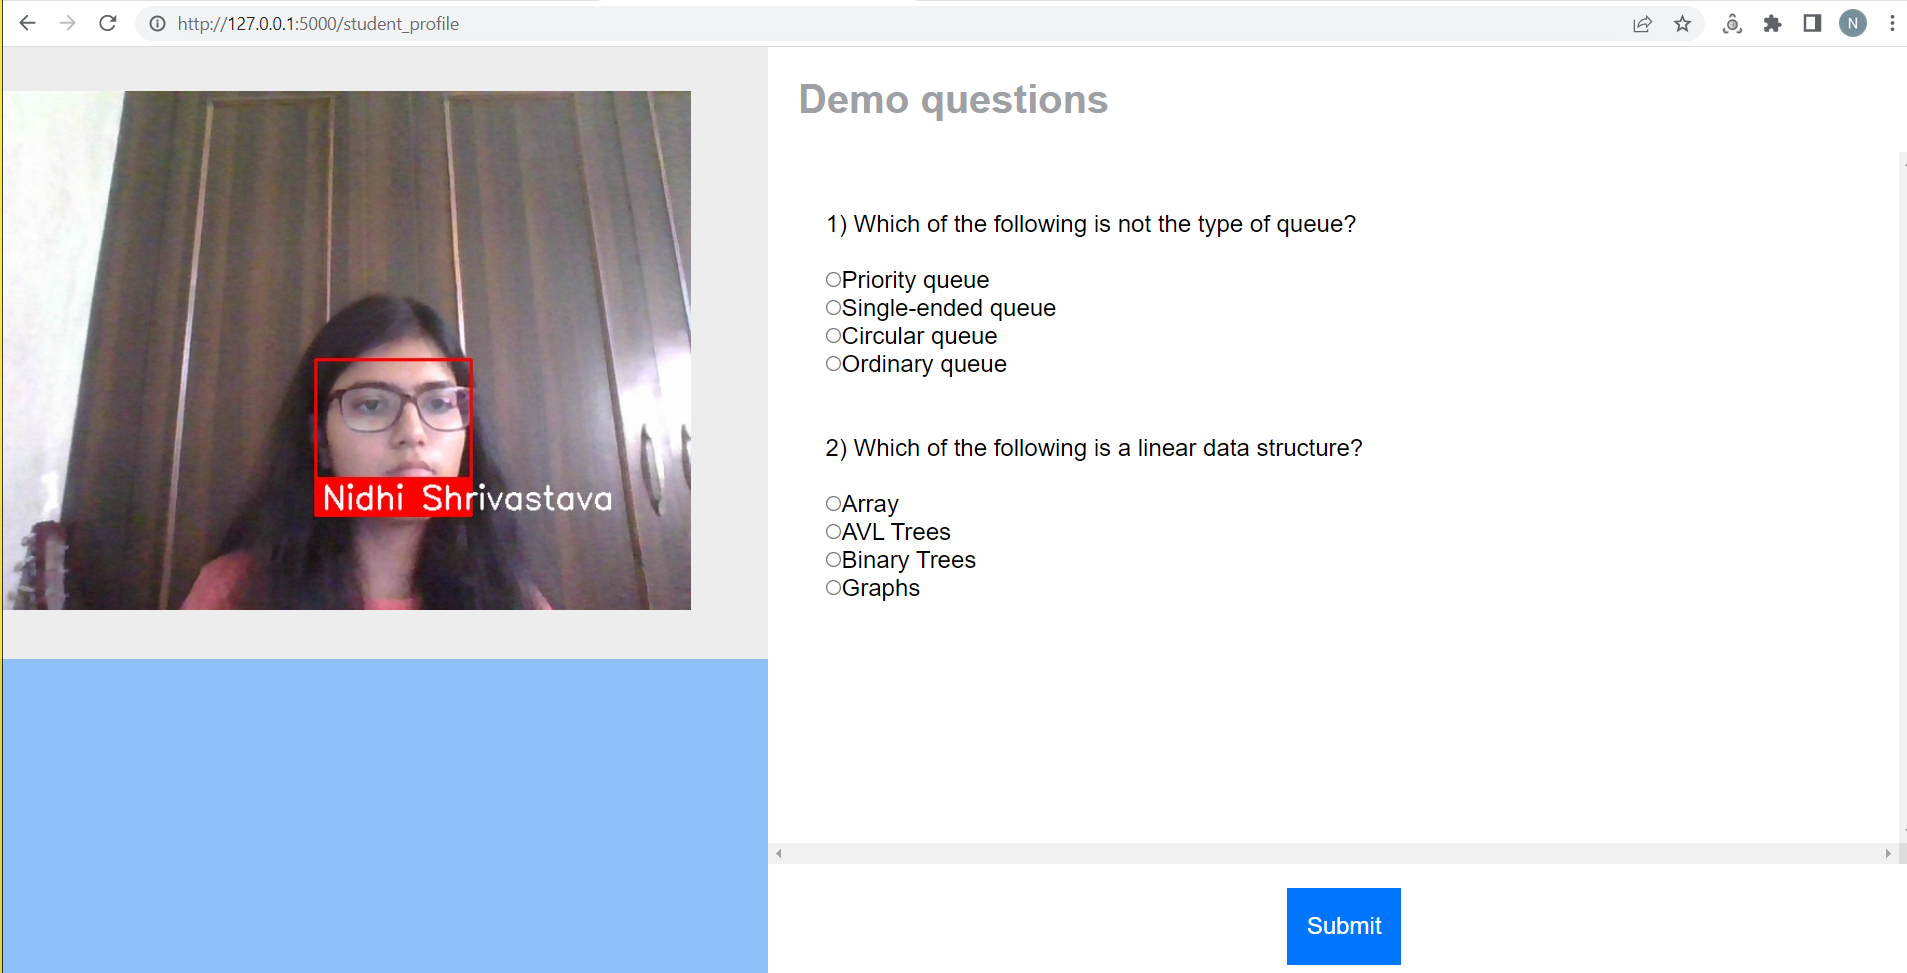 http://127.0.0.1:5000/student_profile
N
Nidhi Shrivastava
Demo questions
1) Which of the following is not the type of queue?
Priority queue
Single-ended queue
Circular queue
Ordinary queue
2) Which of the following is a linear data structure?
Array
AVL Trees
Binary Trees
Graphs
Submit